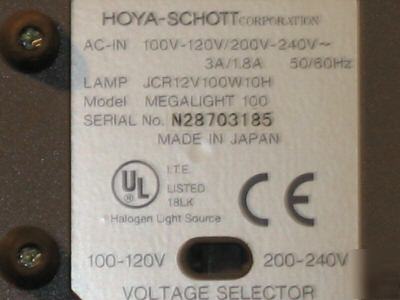 HOYA-SCHOTT CORPORATION
AC-IN 100V-120V/200V-240V~
3A/1.8A 50/60Hz
LAMP JCR12V100W10H
Model MEGALIGHT 100
SERIAL No. N28703185
MADE IN JAPAN
UL
I.T.E.
LISTED
18LK
CE
Halogen Light Source
100-120V 200-240V
VOLTAGE SELECTOR